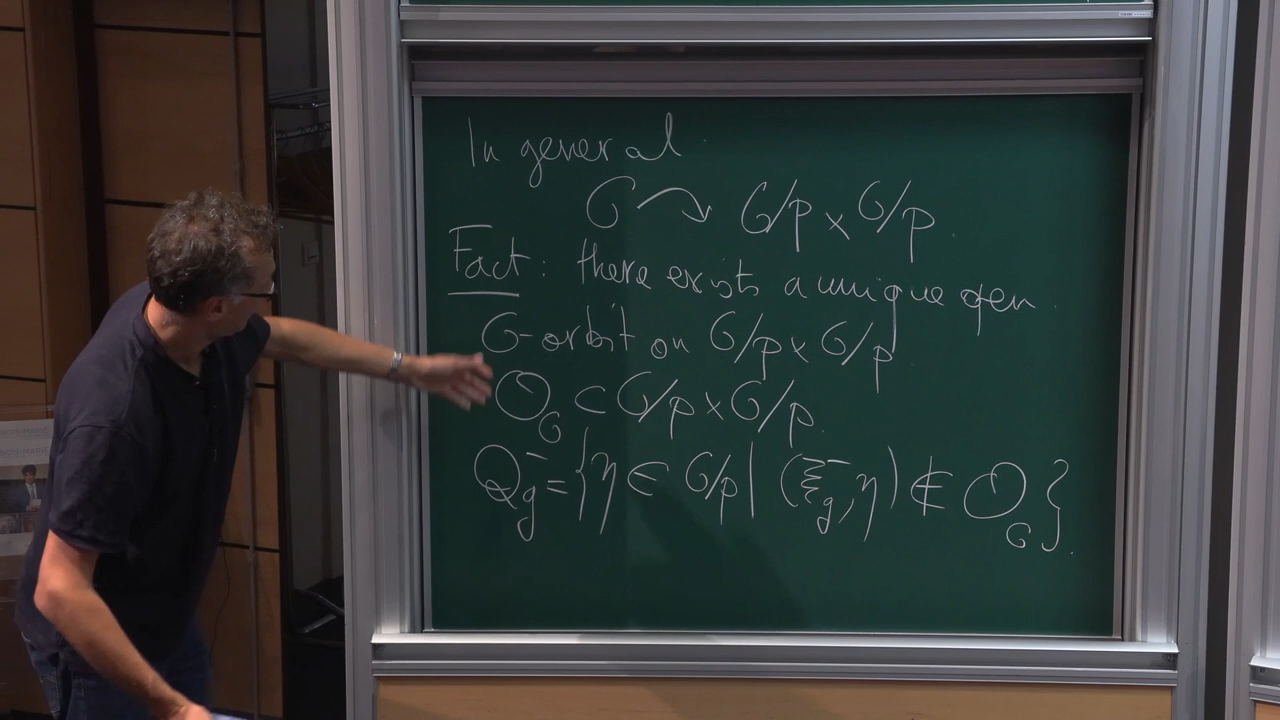 In general
G ↷ G/P × G/P
Fact: there exists a unique open
G-orbit on G/P × G/P
O_G ⊂ G/P × G/P.
Q_g^- = {η ∈ G/P | (ξ_g^-, η) ∉ O_G}.